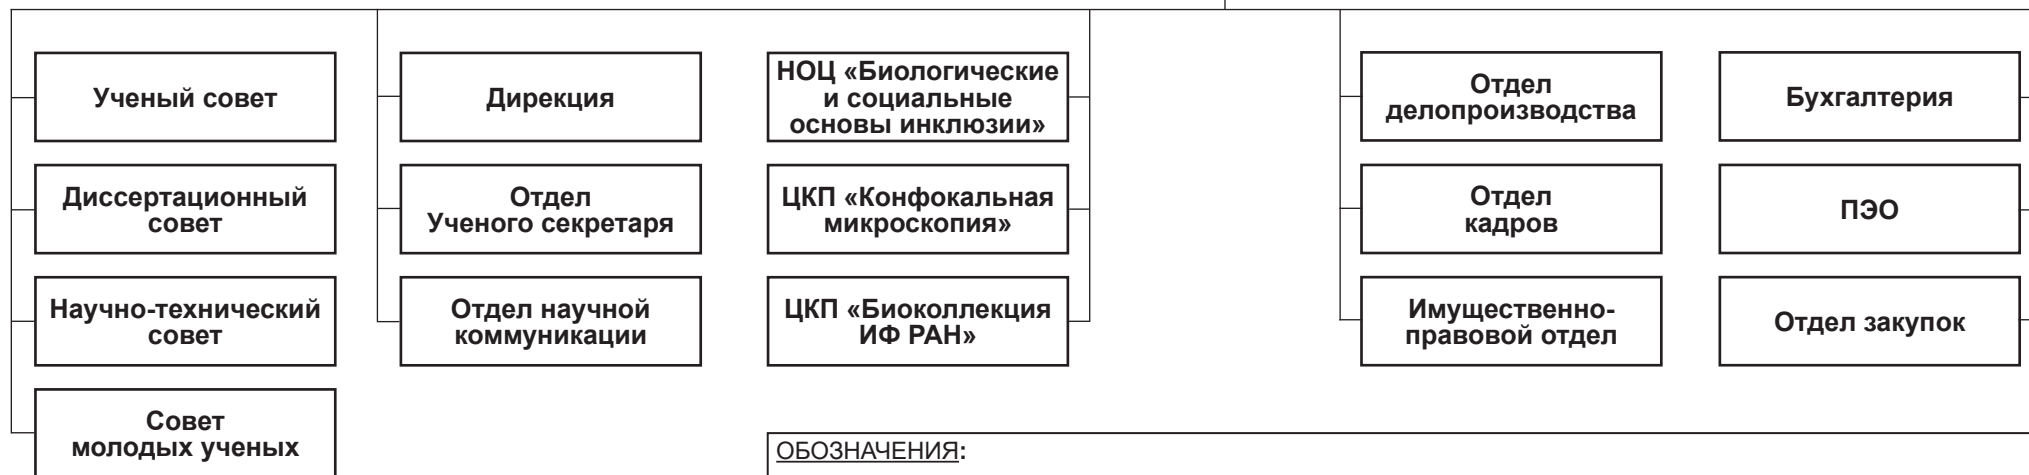 Ученый совет
Диссертационный
совет
Научно-технический
совет
Совет
молодых ученых
Дирекция
Отдел
Ученого секретаря
Отдел научной
коммуникации
НОЦ «Биологические
и социальные
основы инклюзии»
ЦКП «Конфокальная
микроскопия»
ЦКП «Биоколлекция
ИФ РАН»
Отдел
делопроизводства
Отдел
кадров
Имущественно-
правовой отдел
Бухгалтерия
ПЭО
Отдел закупок
ОБОЗНАЧЕНИЯ: